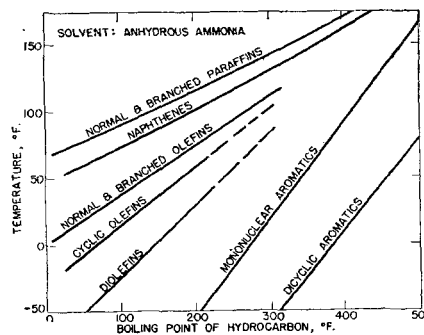 SOLVENT: ANHYDROUS AMMONIA
150
100
50
0
-50
TEMPERATURE, °F.
NORMAL & BRANCHED PARAFFINS
NAPHTHENES
NORMAL & BRANCHED OLEFINS
CYCLIC OLEFINS
DIOLEFINS
MONONUCLEAR AROMATICS
DICYCLIC AROMATICS
0 100 200 300 400 500
BOILING POINT OF HYDROCARBON, °F.